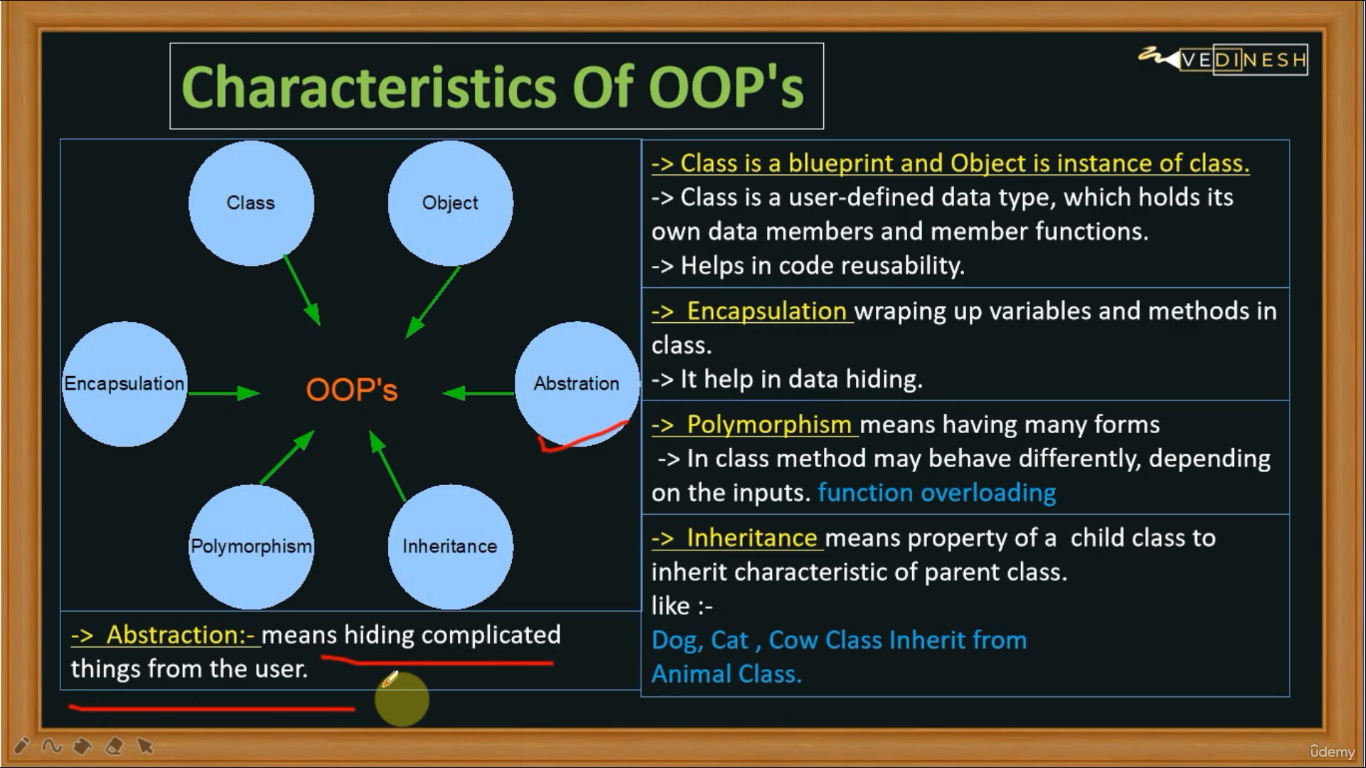 Characteristics Of OOP's
VEDINESH
Class
Object
Encapsulation
OOP's
Abstration
Polymorphism
Inheritance
-> Abstraction:- means hiding complicated
things from the user.
-> Class is a blueprint and Object is instance of class.
-> Class is a user-defined data type, which holds its
own data members and member functions.
-> Helps in code reusability.
-> Encapsulation wraping up variables and methods in
class.
-> It help in data hiding.
-> Polymorphism means having many forms
-> In class method may behave differently, depending
on the inputs. function overloading
-> Inheritance means property of a child class to
inherit characteristic of parent class.
like :-
Dog, Cat , Cow Class Inherit from
Animal Class.
ûdemy